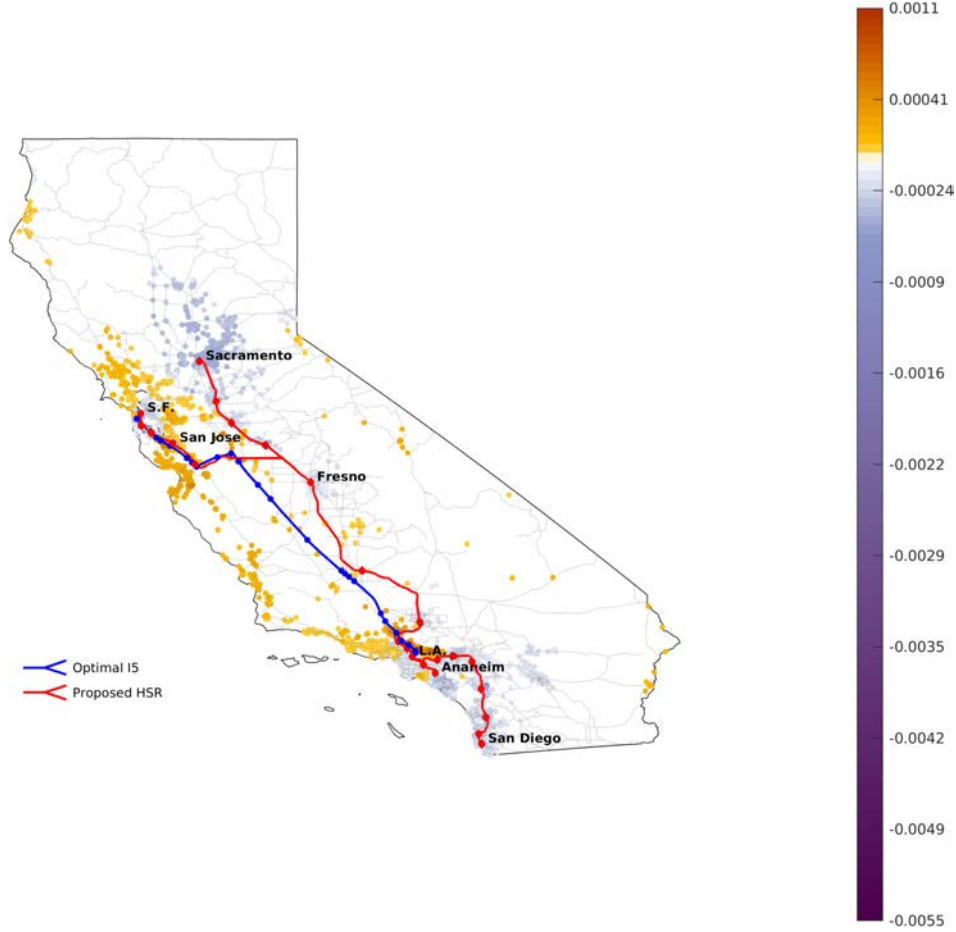 0.0011
0.00041
-0.00024
-0.0009
-0.0016
-0.0022
-0.0029
-0.0035
-0.0042
-0.0049
-0.0055
Sacramento
S.F.
San Jose
Fresno
L.A.
Anaheim
San Diego
Optimal I5
Proposed HSR